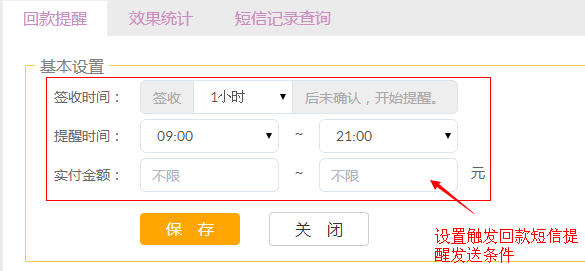 回款提醒 效果统计 短信记录查询
基本设置
签收时间： 签收 1小时 后未确认，开始提醒。
提醒时间： 09:00 ~ 21:00
实付金额： 不限 ~ 不限 元
保 存 关 闭
设置触发回款短信提
醒发送条件